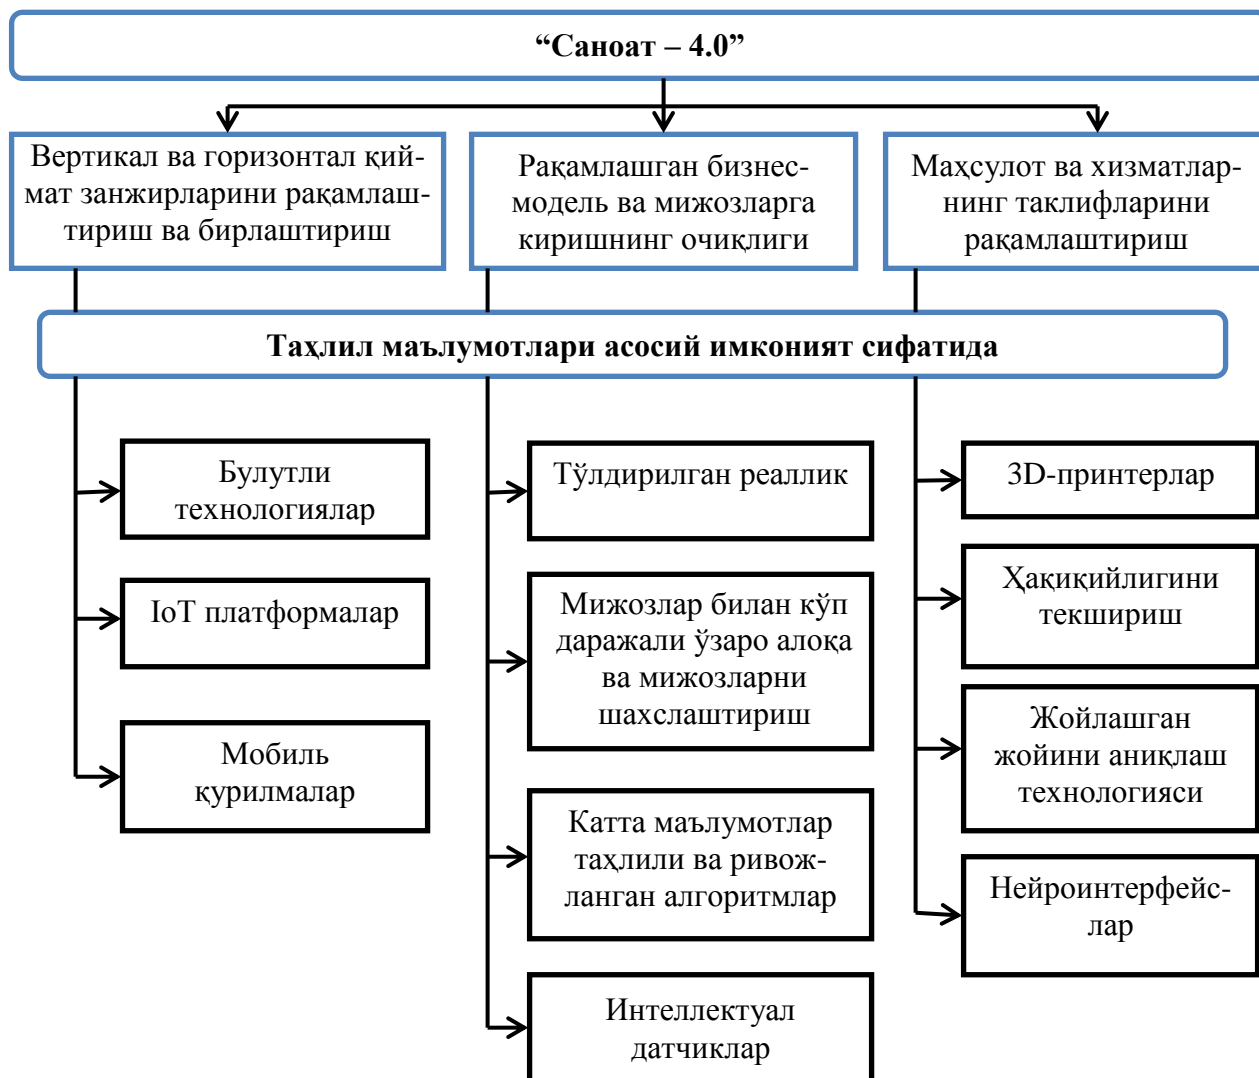 “Саноат – 4.0”
Вертикал ва горизонтал қий-
мат занжирларини рақамлаш-
тириш ва бирлаштириш
Рақамлашган бизнес-
модель ва мижозларга
киришнинг очиқлиги
Маҳсулот ва хизматлар-
нинг таклифларини
рақамлаштириш
Таҳлил маълумотлари асосий имконият сифатида
Булутли
технологиялар
IoT платформалар
Мобиль
қурилмалар
Тўлдирилган реаллик
Мижозлар билан кўп
даражали ўзаро алоқа
ва мижозларни
шахслаштириш
Катта маълумотлар
таҳлили ва ривож-
ланган алгоритмлар
Интеллектуал
датчиклар
3D-принтерлар
Ҳақиқийлигини
текшириш
Жойлашган
жойини аниқлаш
технологияси
Нейроинтерфейс-
лар